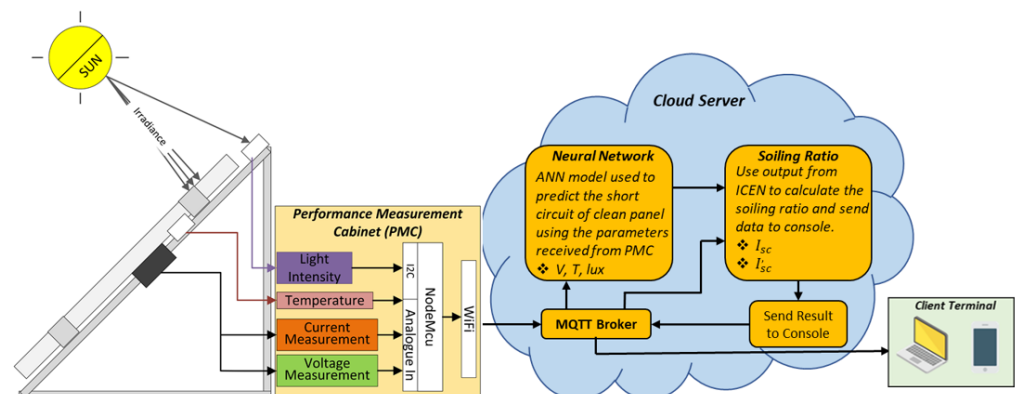 SUN
Irradiance
Performance Measurement
Cabinet (PMC)
Light
Intensity
Temperature
Current
Measurement
Voltage
Measurement
I2C
Analogue In
NodeMcu
WiFi
Cloud Server
Neural Network
ANN model used to
predict the short
circuit of clean panel
using the parameters
received from PMC
❖ V, T, lux
Soiling Ratio
Use output from
ICEN to calculate the
soiling ratio and send
data to console.
❖ Isc
❖ I'sc
MQTT Broker
Send Result
to Console
Client Terminal